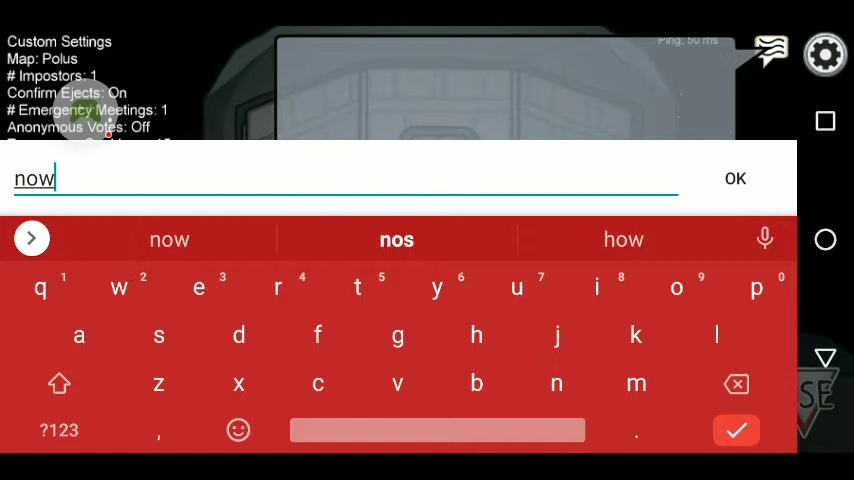 Custom Settings
Map: Polus
# Impostors: 1
Confirm Ejects: On
# Emergency Meetings: 1
Anonymous Votes: Off
Ping: 50 ms
now
OK
now nos how
q 1 w 2 e 3 r 4 t 5 y 6 u 7 i 8 o 9 p 0
a s d f g h j k l
z x c v b n m
?123 , .
SE